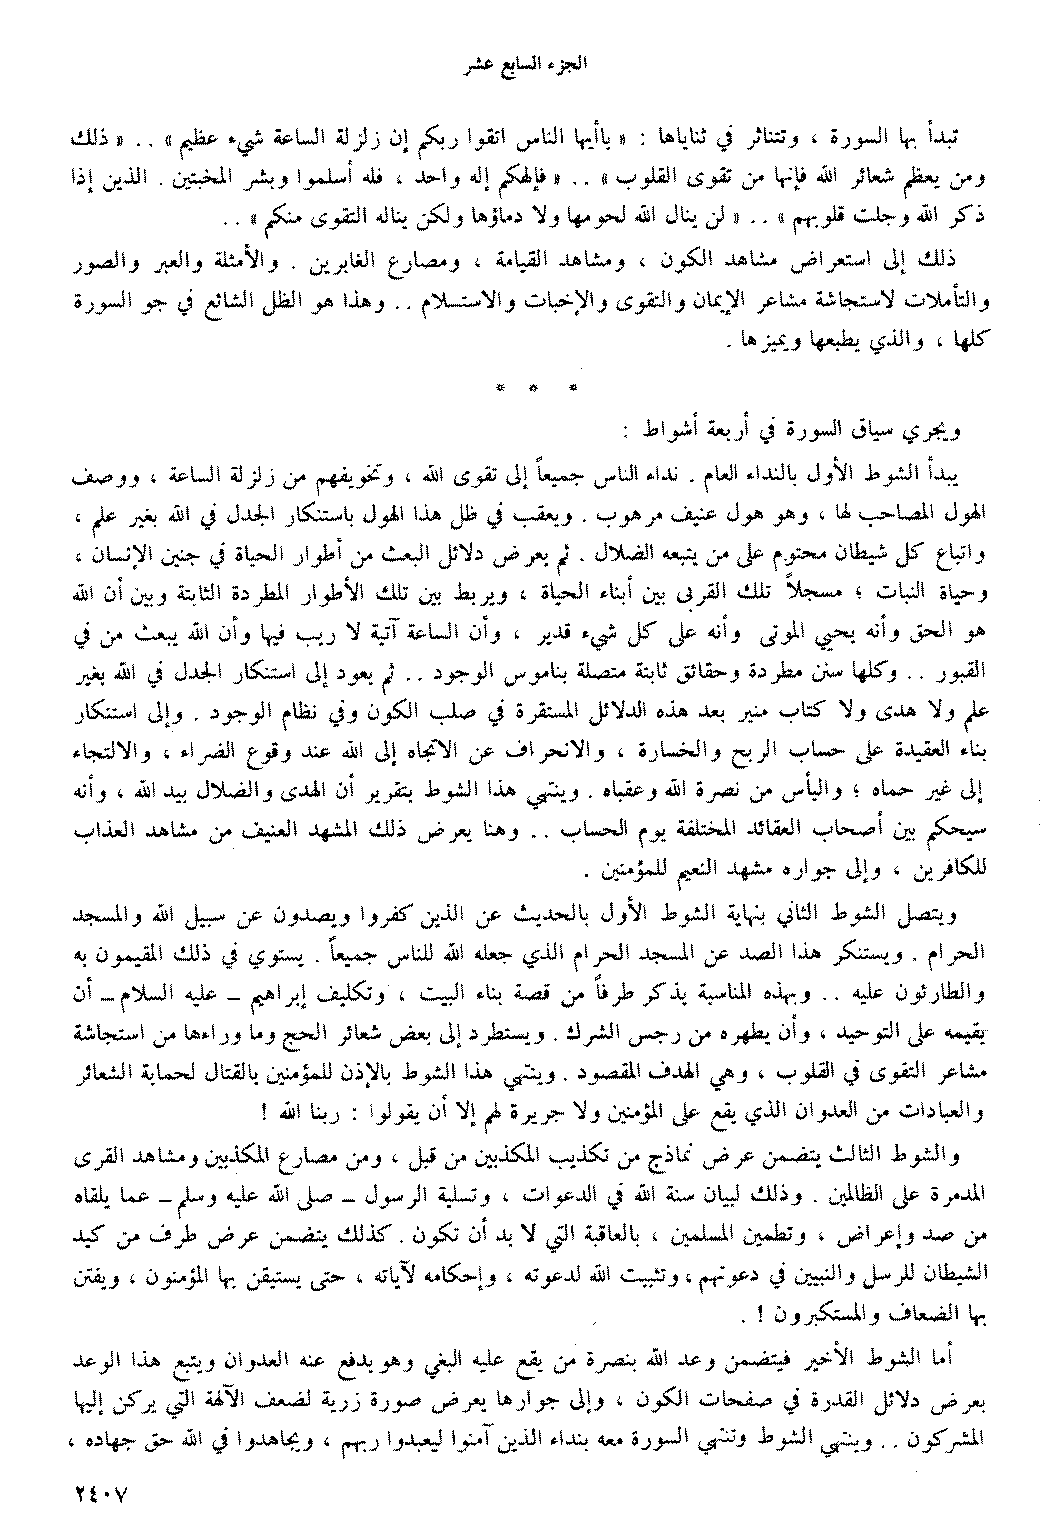 الجزء السابع عشر
تبدأ بها السورة ، وتتناثر في ثناياها : « ياأيها الناس اتقوا ربكم إن زلزلة الساعة شيء عظيم » .. « ذلك
ومن يعظم شعائر الله فإنها من تقوى القلوب » .. « فإلهكم إله واحد ، فله أسلموا وبشر المخبتين . الذين إذا
ذكر الله وجلت قلوبهم » .. « لن ينال الله لحومها ولا دماؤها ولكن يناله التقوى منكم » ..
ذلك إلى استعراض مشاهد الكون ، ومشاهد القيامة ، ومصارع الغابرين . والأمثلة والعبر والصور
والتأملات لاستجاشة مشاعر الإيمان والتقوى والإخبات والاستسلام .. وهذا هو الظل الشائع في جو السورة
كلها ، والذي يطبعها ويميزها .
* * *
ويجري سياق السورة في أربعة أشواط :
يبدأ الشوط الأول بالنداء العام . نداء الناس جميعاً إلى تقوى الله ، وتخويفهم من زلزلة الساعة ، ووصف
الهول المصاحب لها ، وهو هول عنيف مرهوب . ويعقب في ظل هذا الهول باستنكار الجدل في الله بغير علم ،
واتباع كل شيطان محتوم على من يتبعه الضلال . ثم يعرض دلائل البعث من أطوار الحياة في جنين الإنسان ،
وحياة النبات ؛ مسجلاً تلك القربى بين أبناء الحياة ، ويربط بين تلك الأطوار المطردة الثابتة وبين أن الله
هو الحق وأنه يحيي الموتى وأنه على كل شيء قدير ، وأن الساعة آتية لا ريب فيها وأن الله يبعث من في
القبور .. وكلها سنن مطردة وحقائق ثابتة متصلة بناموس الوجود .. ثم يعود إلى استنكار الجدل في الله بغير
علم ولا هدى ولا كتاب منير بعد هذه الدلائل المستقرة في صلب الكون وفي نظام الوجود . وإلى استنكار
بناء العقيدة على حساب الربح والخسارة ، والانحراف عن الاتجاه إلى الله عند وقوع الضراء ، والالتجاء
إلى غير حماه ؛ واليأس من نصرة الله وعقباه . وينتهي هذا الشوط بتقرير أن الهدى والضلال بيد الله ، وأنه
سيحكم بين أصحاب العقائد المختلفة يوم الحساب .. وهنا يعرض ذلك المشهد العنيف من مشاهد العذاب
للكافرين ، وإلى جواره مشهد النعيم للمؤمنين .
ويتصل الشوط الثاني بنهاية الشوط الأول بالحديث عن الذين كفروا ويصدون عن سبيل الله والمسجد
الحرام . ويستنكر هذا الصد عن المسجد الحرام الذي جعله الله للناس جميعاً . يستوي في ذلك المقيمون به
والطارئون عليه .. وبهذه المناسبة يذكر طرفاً من قصة بناء البيت ، وتكليف إبراهيم – عليه السلام – أن
يقيمه على التوحيد ، وأن يطهره من رجس الشرك . ويستطرد إلى بعض شعائر الحج وما وراءها من استجاشة
مشاعر التقوى في القلوب ، وهي الهدف المقصود . وينتهي هذا الشوط بالإذن للمؤمنين بالقتال لحماية الشعائر
والعبادات من العدوان الذي يقع على المؤمنين ولا جريرة لهم إلا أن يقولوا : ربنا الله !
والشوط الثالث يتضمن عرض نماذج من تكذيب المكذبين من قبل ، ومن مصارع المكذبين ومشاهد القرى
المدمرة على الظالمين . وذلك لبيان سنة الله في الدعوات ، وتسلية الرسول – صلى الله عليه وسلم – عما يلقاه
من صد وإعراض ، وتطمين المسلمين ، بالعاقبة التي لا بد أن تكون . كذلك يتضمن عرض طرف من كيد
الشيطان للرسل والنبيين في دعوتهم ، وتثبيت الله لدعوته ، وإحكامه لآياته ، حتى يستيقن بها المؤمنون ، ويفتن
بها الضعاف والمستكبرون ! .
أما الشوط الأخير فيتضمن وعد الله بنصرة من يقع عليه البغي وهو يدفع عنه العدوان ويتبع هذا الوعد
بعرض دلائل القدرة في صفحات الكون ، وإلى جوارها يعرض صورة زرية لضعف الآلهة التي يركن إليها
المشركون .. وينتهي الشوط وتنتهي السورة معه بنداء الذين آمنوا ليعبدوا ربهم ، ويجاهدوا في الله حق جهاده ،
٢٤٠٧